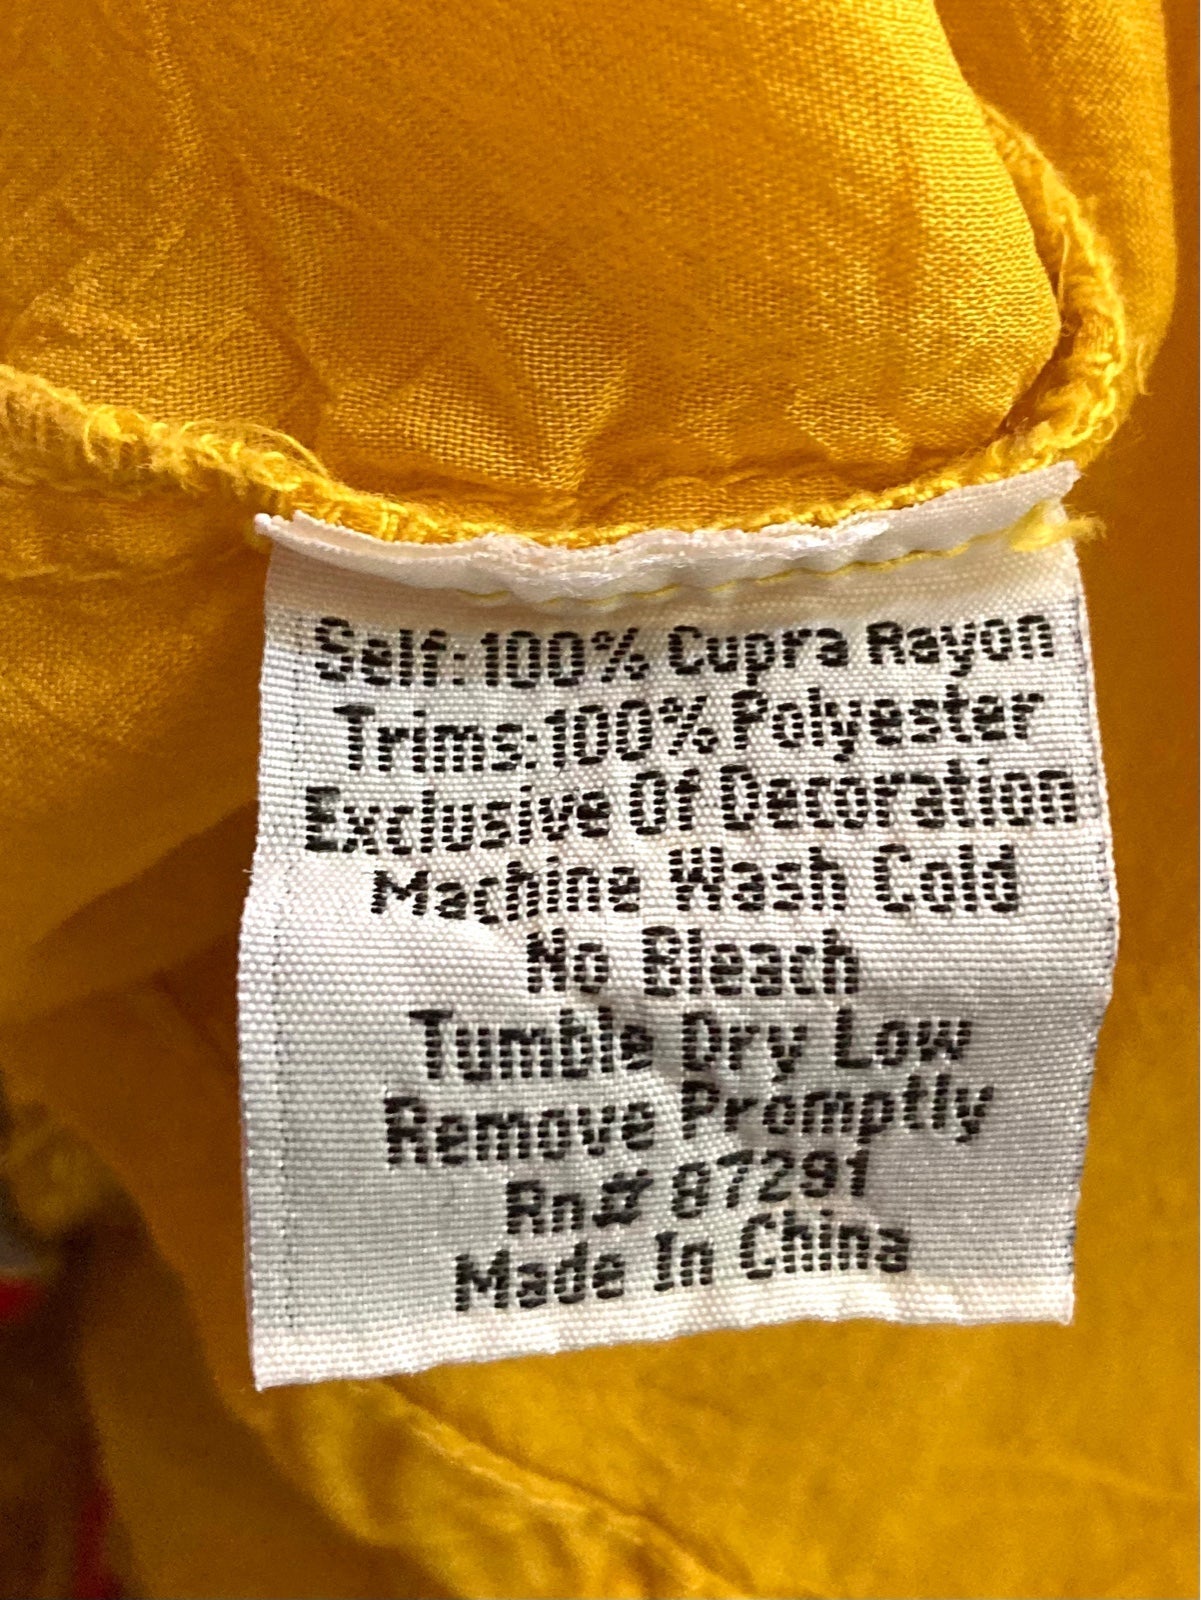 Self:100% Cupra Rayon
Trims:100% Polyester
Exclusive Of Decoration
Machine Wash Cold
No Bleach
Tumble Dry Low
Remove Promptly
Rn# 87291
Made In China